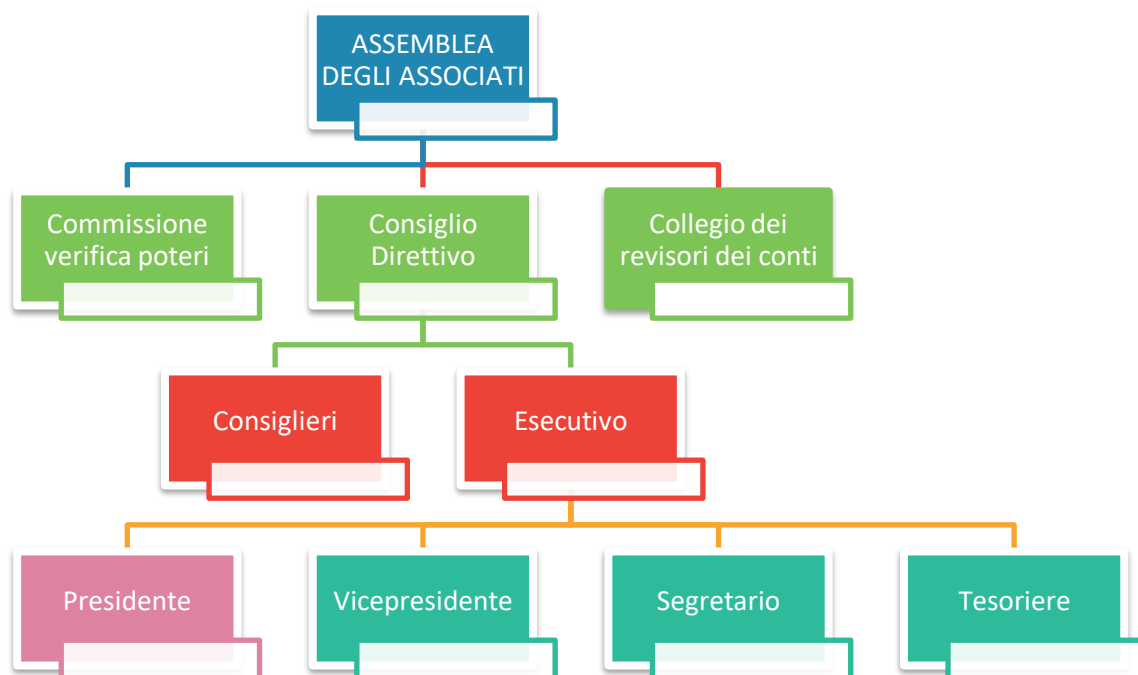 ASSEMBLEA
DEGLI ASSOCIATI
Commissione
verifica poteri
Consiglio
Direttivo
Collegio dei
revisori dei conti
Consiglieri
Esecutivo
Presidente
Vicepresidente
Segretario
Tesoriere